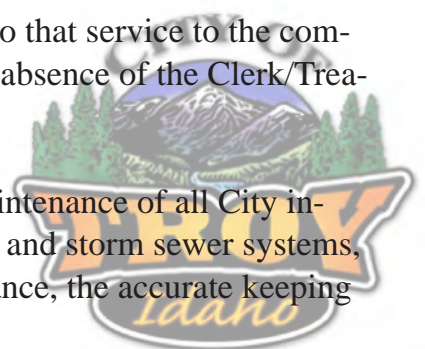 o that service to the com-
absence of the Clerk/Trea-
intenance of all City in-
and storm sewer systems,
ance, the accurate keeping
CITY OF
TROY
Idaho